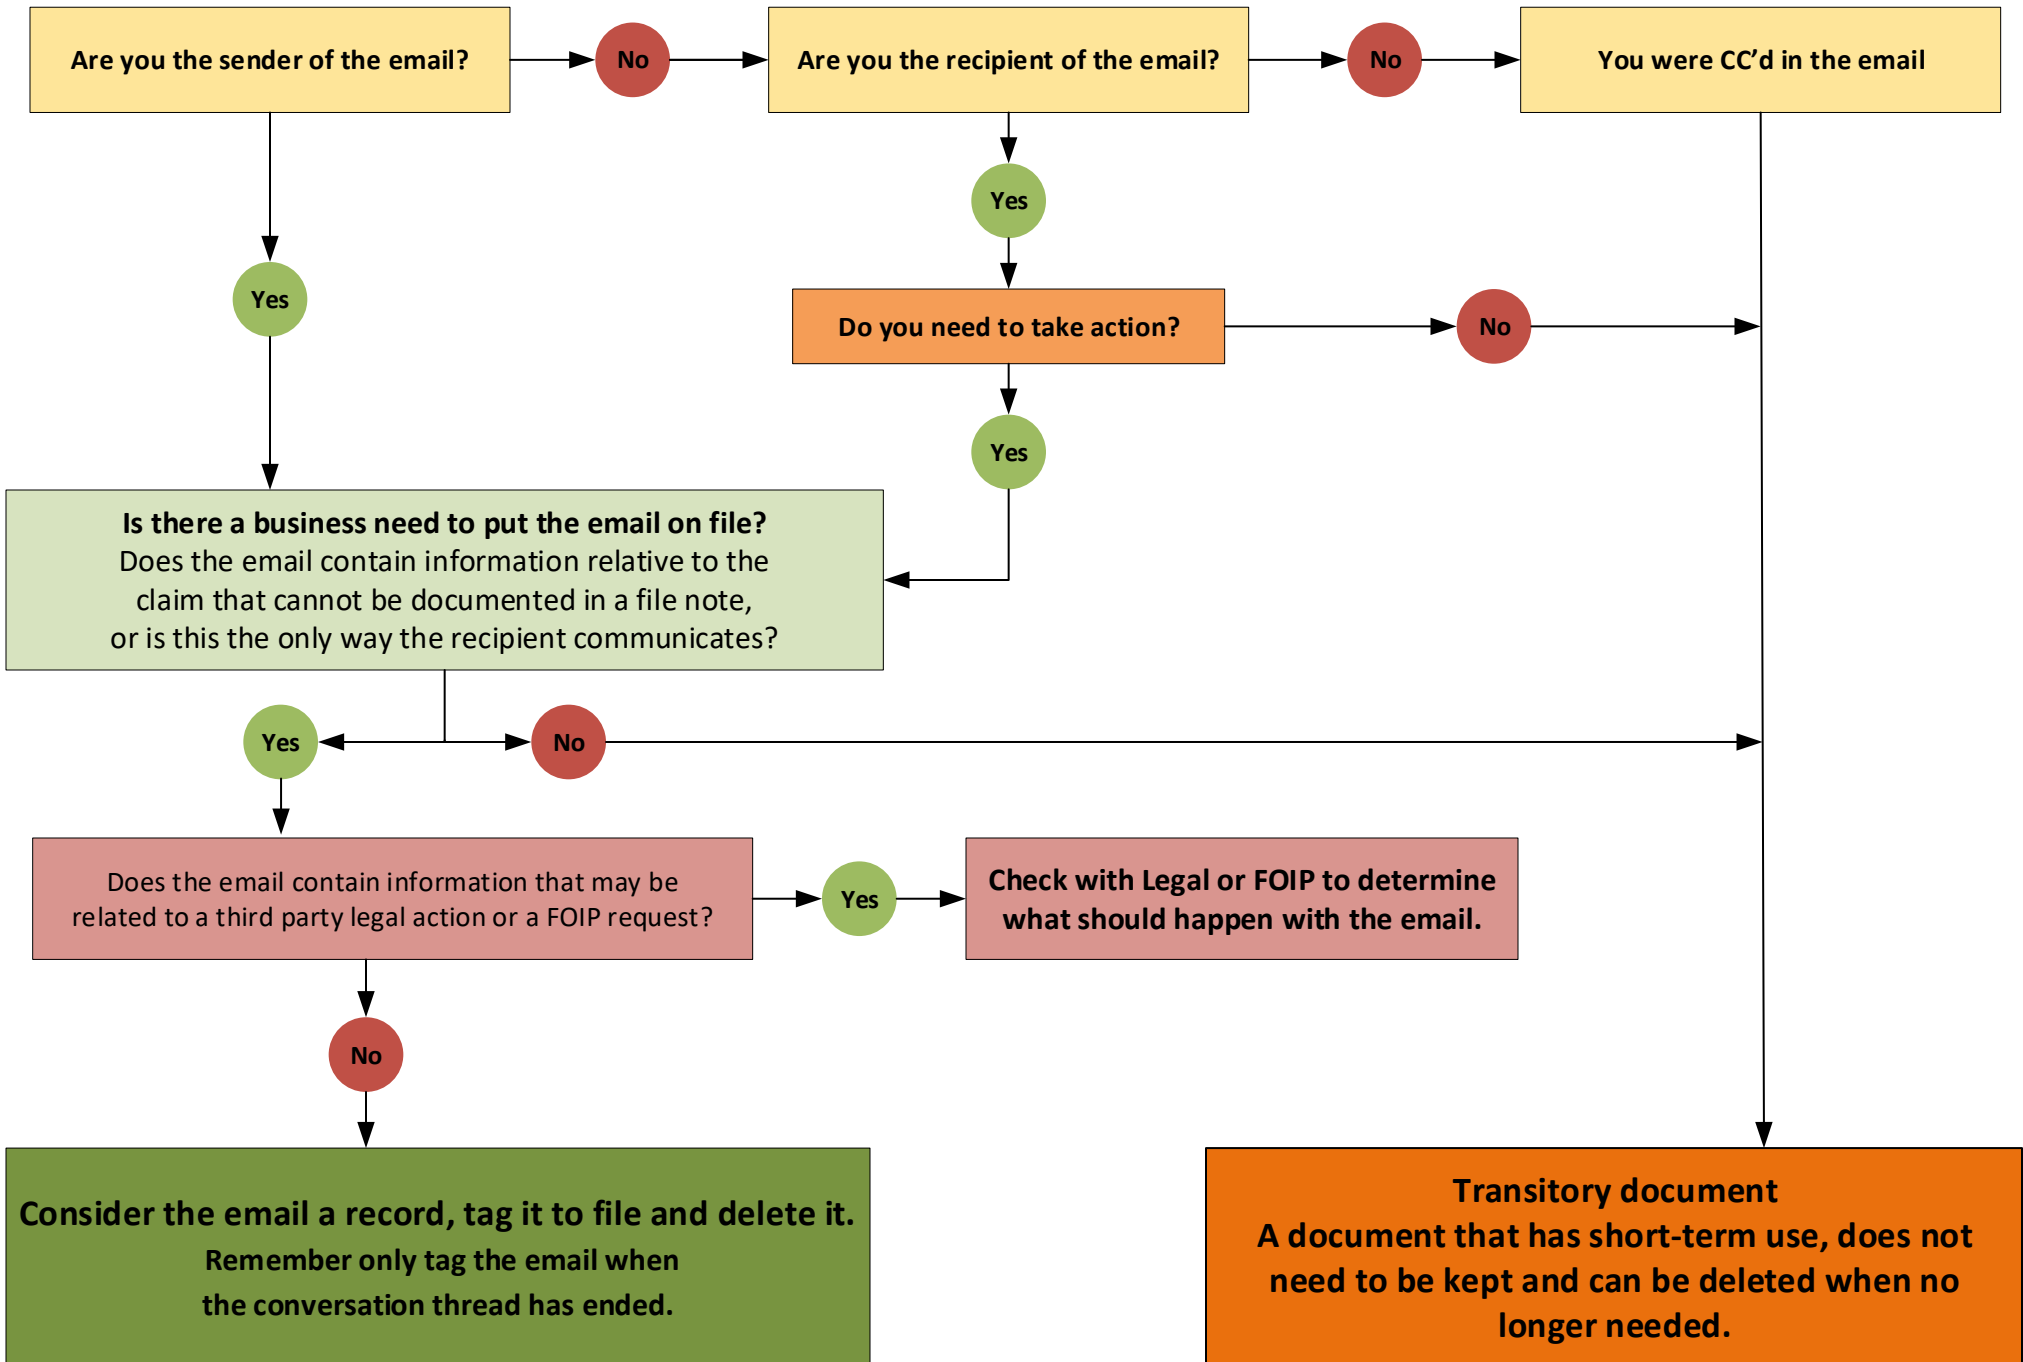 Are you the sender of the email?
No
Are you the recipient of the email?
No
You were CC’d in the email
Yes
Yes
Do you need to take action?
No
Yes
Is there a business need to put the email on file?
Does the email contain information relative to the
claim that cannot be documented in a file note,
or is this the only way the recipient communicates?
Yes
No
Does the email contain information that may be
related to a third party legal action or a FOIP request?
Yes
Check with Legal or FOIP to determine
what should happen with the email.
No
Consider the email a record, tag it to file and delete it.
Remember only tag the email when
the conversation thread has ended.
Transitory document
A document that has short-term use, does not
need to be kept and can be deleted when no
longer needed.